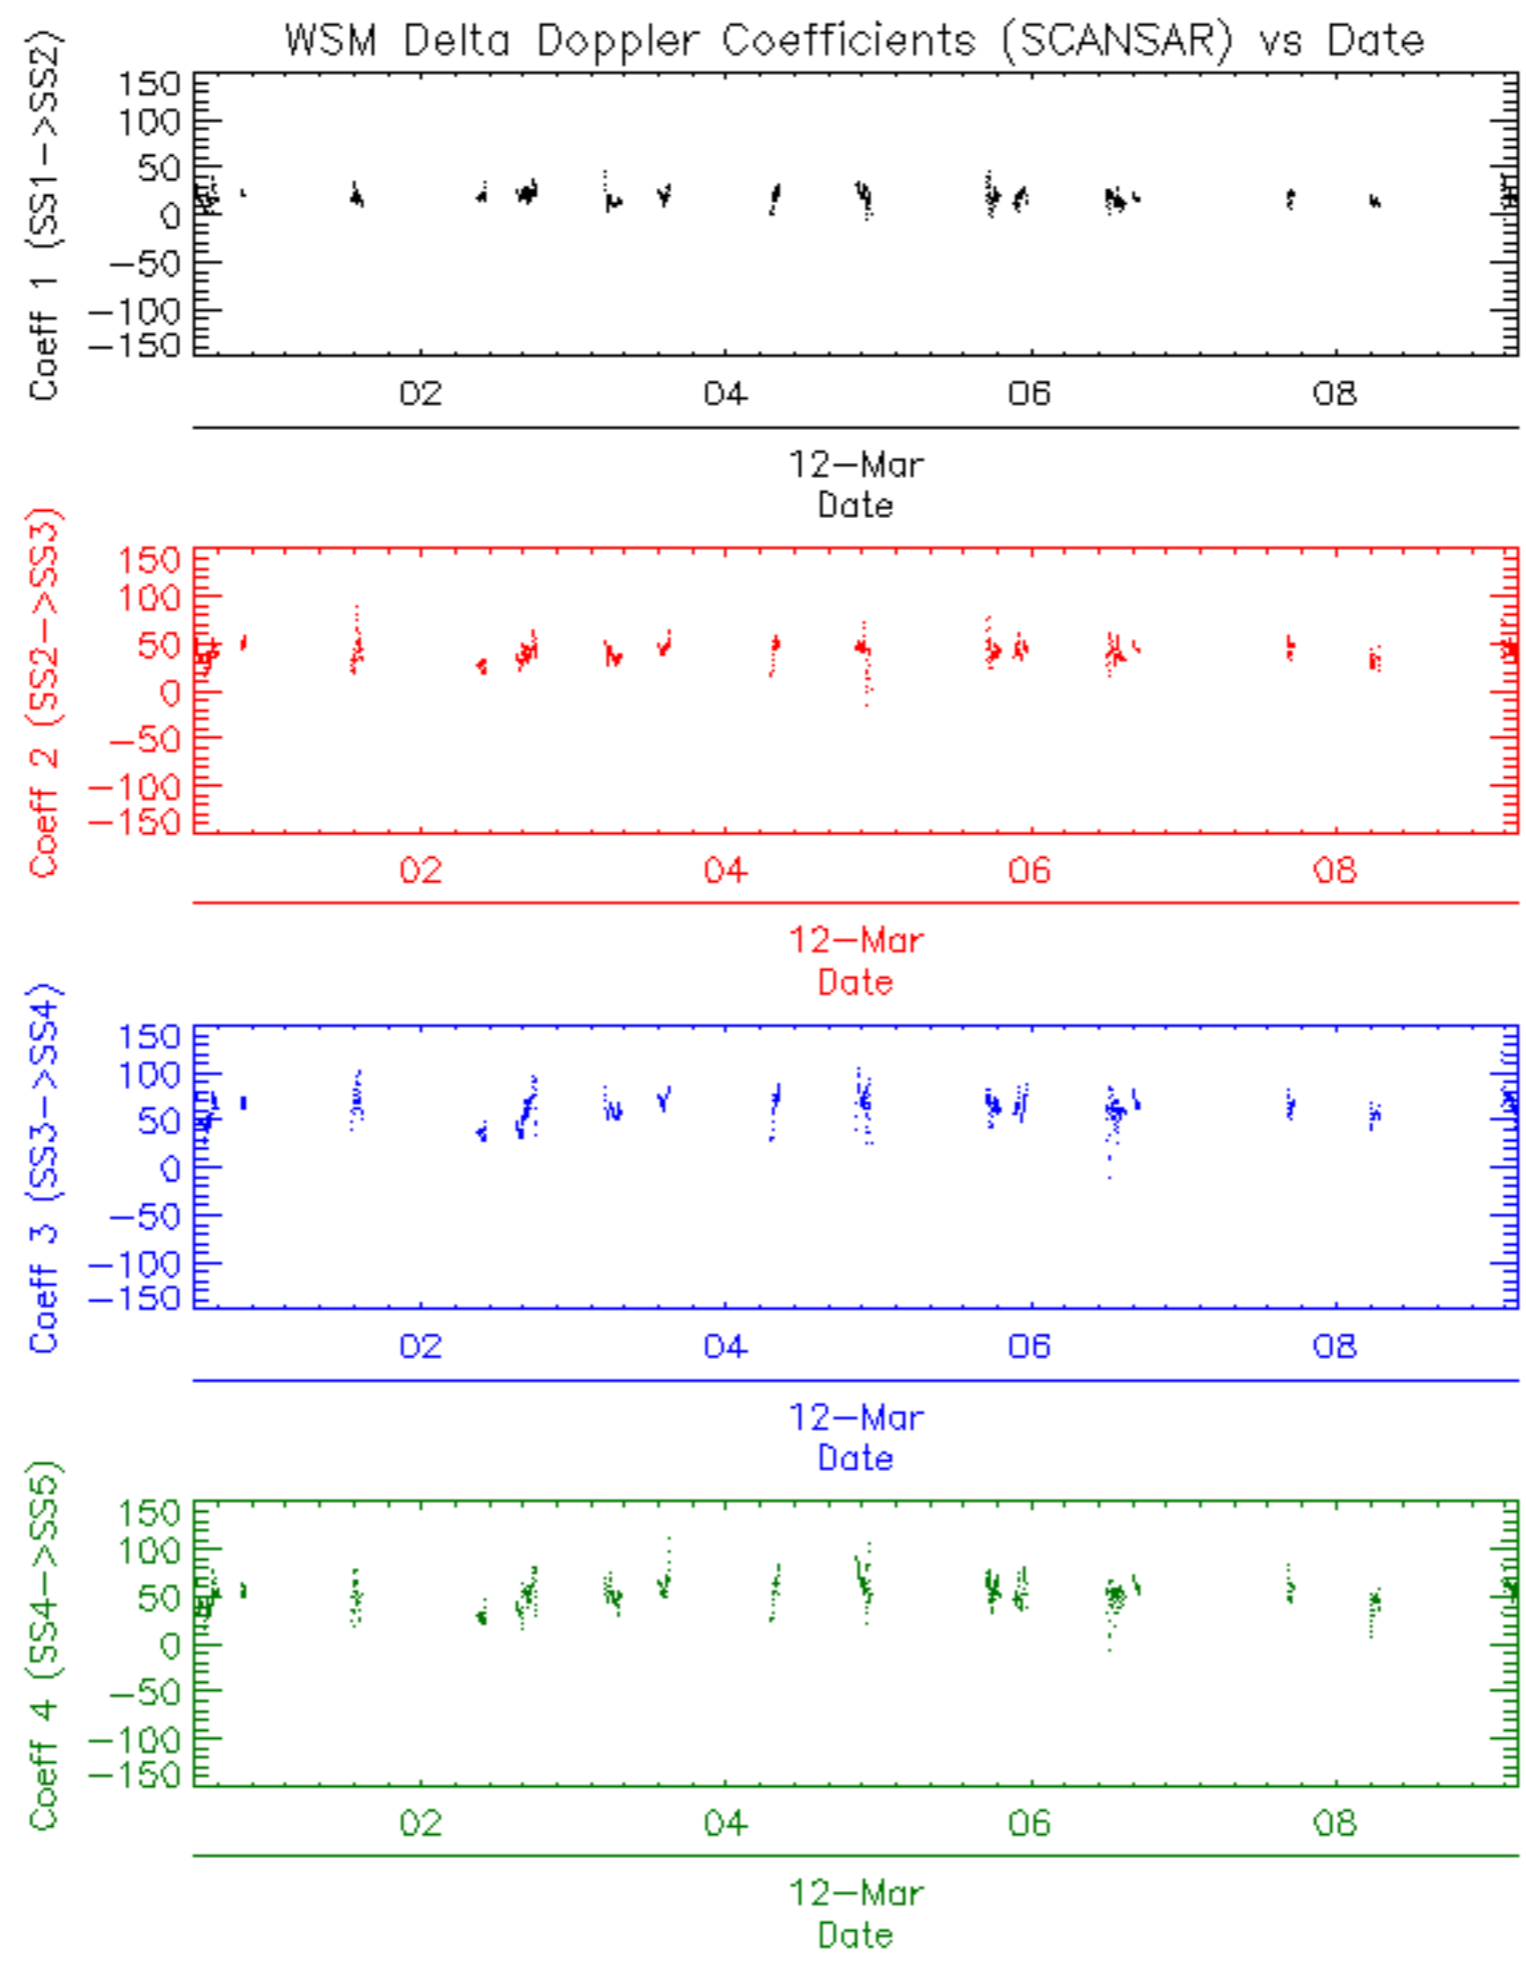 WSM Delta Doppler Coefficients (SCANSAR) vs Date
Coeff 1 (SS1->SS2)
150
100
50
0
-50
-100
-150
02 04 06 08
12-Mar
Date
Coeff 2 (SS2->SS3)
150
100
50
0
-50
-100
-150
02 04 06 08
12-Mar
Date
Coeff 3 (SS3->SS4)
150
100
50
0
-50
-100
-150
02 04 06 08
12-Mar
Date
Coeff 4 (SS4->SS5)
150
100
50
0
-50
-100
-150
02 04 06 08
12-Mar
Date